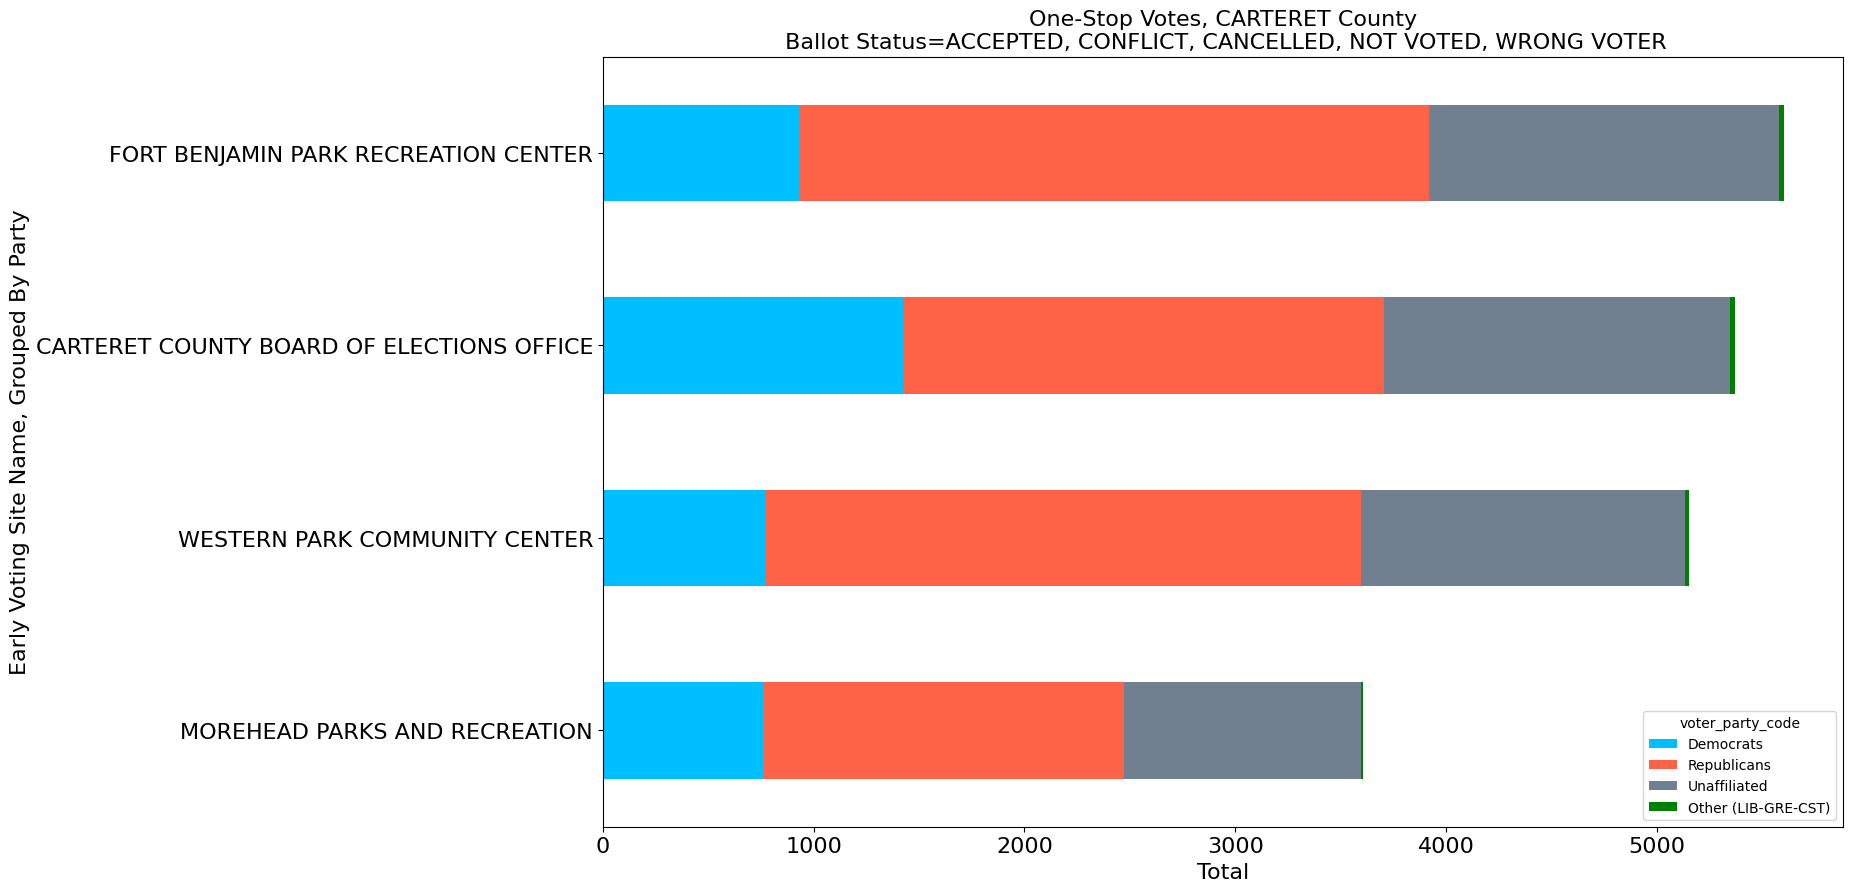 One-Stop Votes, CARTERET County
Ballot Status=ACCEPTED, CONFLICT, CANCELLED, NOT VOTED, WRONG VOTER
Early Voting Site Name, Grouped By Party
FORT BENJAMIN PARK RECREATION CENTER
CARTERET COUNTY BOARD OF ELECTIONS OFFICE
WESTERN PARK COMMUNITY CENTER
MOREHEAD PARKS AND RECREATION
voter_party_code
Democrats
Republicans
Unaffiliated
Other (LIB-GRE-CST)
0 1000 2000 3000 4000 5000
Total